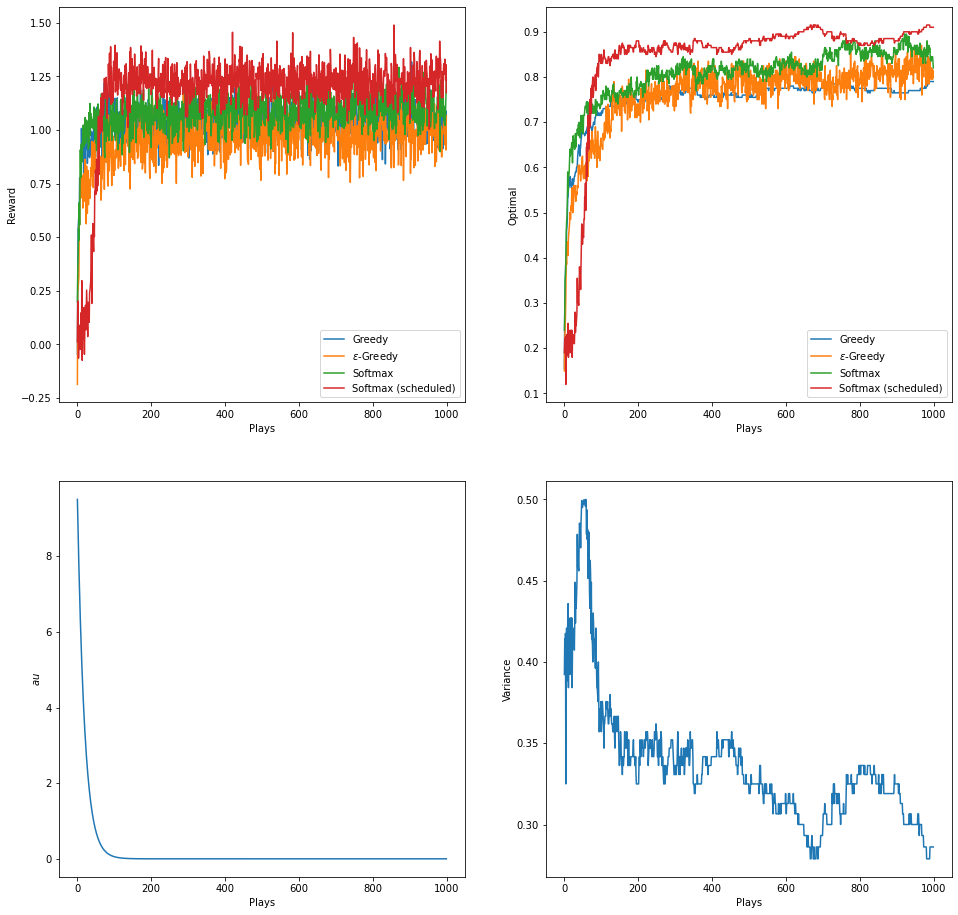 1.50
1.25
1.00
0.75
0.50
0.25
0.00
−0.25
Reward
0 200 400 600 800 1000
Plays
Greedy
ε-Greedy
Softmax
Softmax (scheduled)
0.9
0.8
0.7
0.6
0.5
0.4
0.3
0.2
0.1
Optimal
0 200 400 600 800 1000
Plays
Greedy
ε-Greedy
Softmax
Softmax (scheduled)
8
6
4
2
0
au
0 200 400 600 800 1000
Plays
0.50
0.45
0.40
0.35
0.30
Variance
0 200 400 600 800 1000
Plays